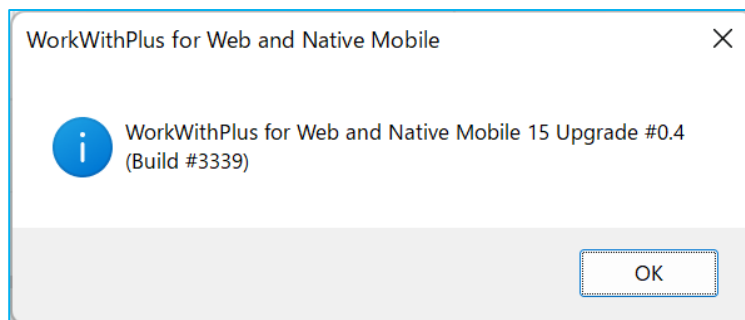 WorkWithPlus for Web and Native Mobile
WorkWithPlus for Web and Native Mobile 15 Upgrade #0.4
(Build #3339)
OK